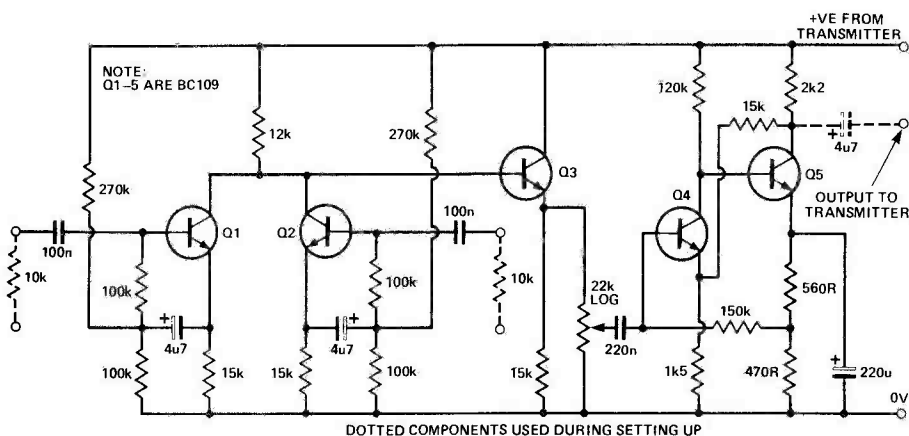 +VE FROM
TRANSMITTER
NOTE:
Q1–5 ARE BC109
120k
2k2
15k
12k
270k
+
4u7
270k
Q3
Q5
Q4
OUTPUT TO
TRANSMITTER
100n
Q1
Q2
100n
10k
100k
100k
10k
22k
LOG
560R
150k
+
4u7
+
4u7
220n
100k
15k
15k
100k
15k
1k5
470R
+
220u
0V
DOTTED COMPONENTS USED DURING SETTING UP